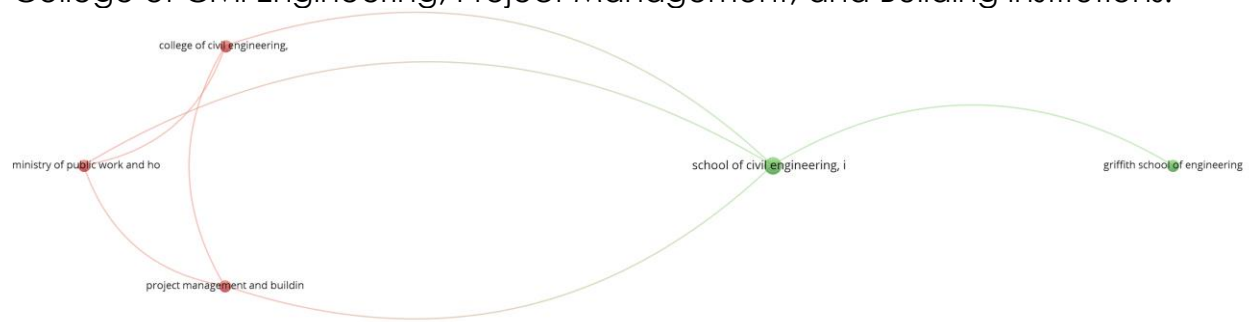 College of Civil Engineering, Project Management, and Building Institutions.
college of civil engineering,
ministry of public work and ho
school of civil engineering, i
griffith school of engineering
project management and buildin